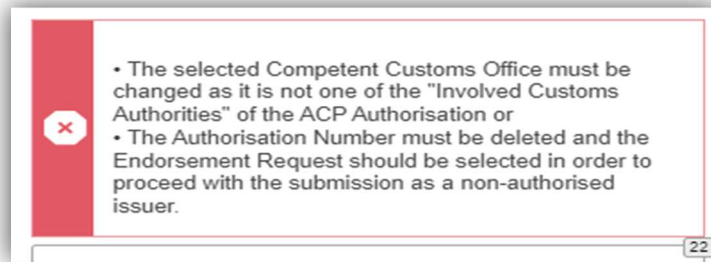 • The selected Competent Customs Office must be
changed as it is not one of the "Involved Customs
Authorities" of the ACP Authorisation or
• The Authorisation Number must be deleted and the
Endorsement Request should be selected in order to
proceed with the submission as a non-authorised
issuer.
22